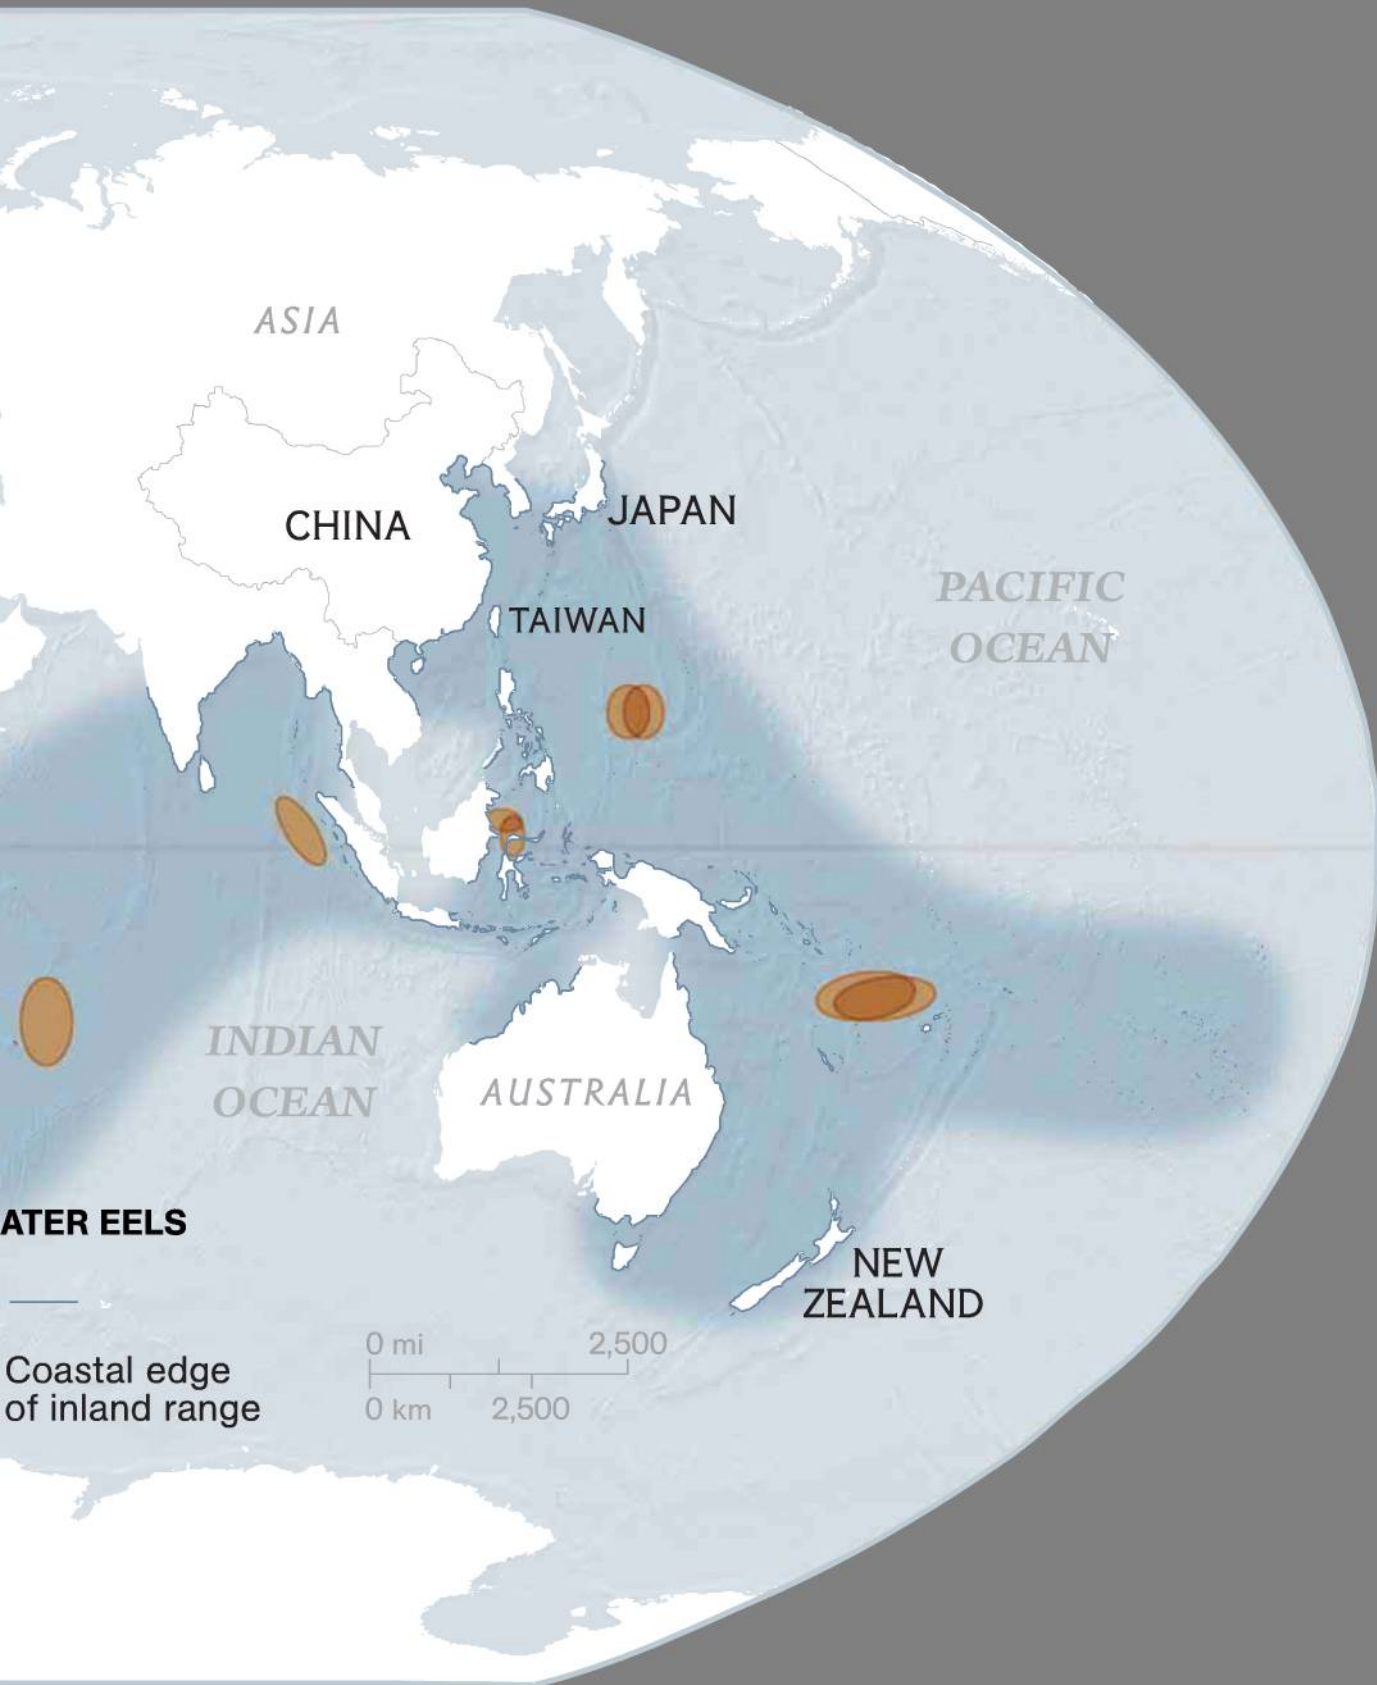 ASIA
CHINA
JAPAN
TAIWAN
PACIFIC
OCEAN
INDIAN
OCEAN
AUSTRALIA
ATER EELS
NEW
ZEALAND
0 mi 2,500
Coastal edge
of inland range
0 km 2,500